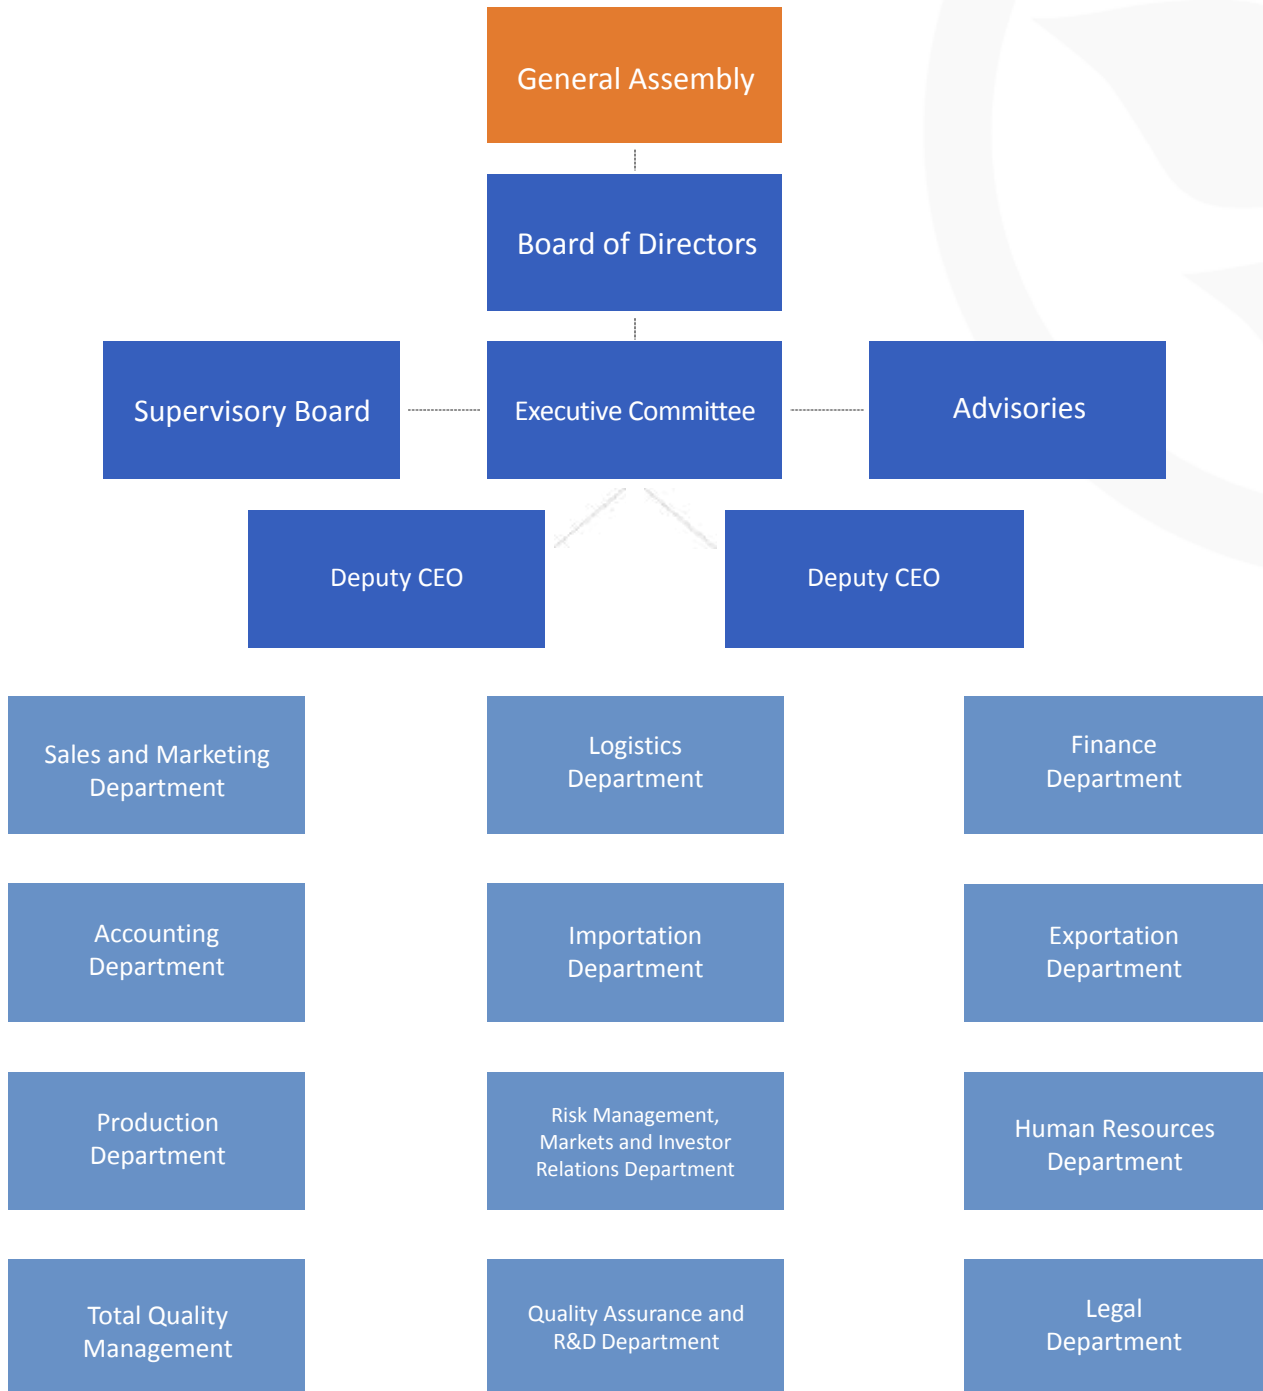 General Assembly
Board of Directors
Supervisory Board
Executive Committee
Advisories
Deputy CEO
Deputy CEO
Sales and Marketing
Department
Logistics
Department
Finance
Department
Accounting
Department
Importation
Department
Exportation
Department
Production
Department
Risk Management,
Markets and Investor
Relations Department
Human Resources
Department
Total Quality
Management
Quality Assurance and
R&D Department
Legal
Department